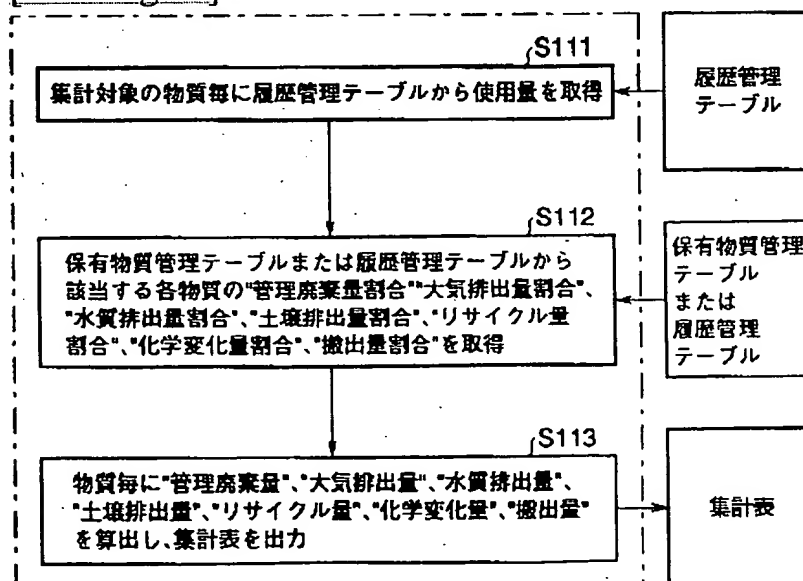 S111
集計対象の物質毎に履歴管理テーブルから使用量を取得
履歴管理
テーブル
S112
保有物質管理テーブルまたは履歴管理テーブルから
該当する各物質の"管理廃棄量割合""大気排出量割合"、
"水質排出量割合"、"土壌排出量割合"、"リサイクル量
割合"、"化学変化量割合"、"搬出量割合"を取得
保有物質管理
テーブル
または
履歴管理
テーブル
S113
物質毎に"管理廃棄量"、"大気排出量"、"水質排出量"、
"土壌排出量"、"リサイクル量"、"化学変化量"、"搬出量"
を算出し、集計表を出力
集計表